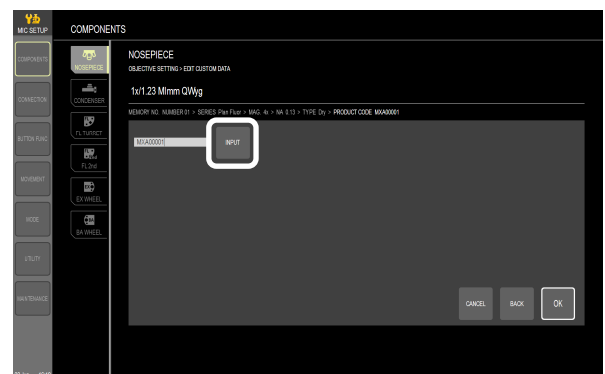 MIC SETUP
COMPONENTS
COMPONENTS
CONNECTION
BUTTON FUNC.
MOVEMENT
MODE
UTILITY
MAINTENANCE
NOSEPIECE
CONDENSER
FL TURRET
FL 2nd
EX WHEEL
BA WHEEL
NOSEPIECE
OBJECTIVE SETTING > EDIT CUSTOM DATA
1x/1.23 MImm QWyg
MEMORY NO. NUMBER 01 > SERIES Plan Fluor > MAG. 4x > NA 0.13 > TYPE Dry > PRODUCT CODE MXA00001
MXA00001
INPUT
CANCEL
BACK
OK